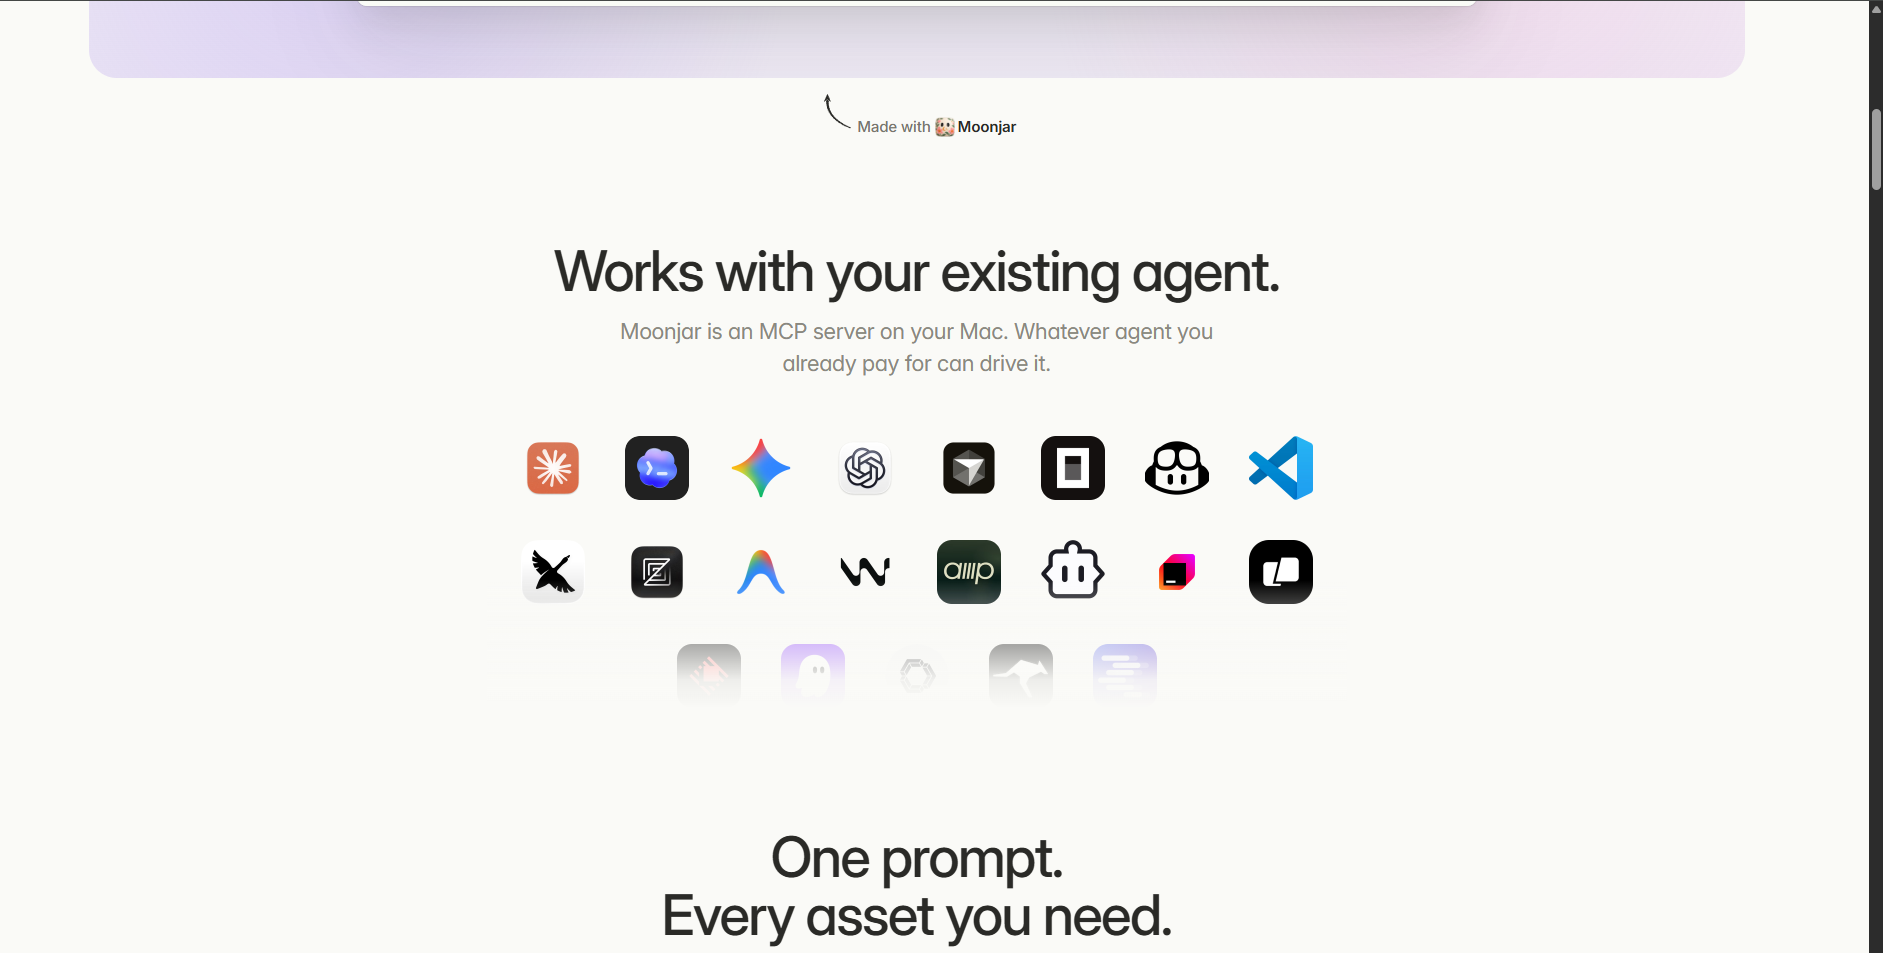 Made with Moonjar
Works with your existing agent.
Moonjar is an MCP server on your Mac. Whatever agent you
already pay for can drive it.
amp
One prompt.
Every asset you need.